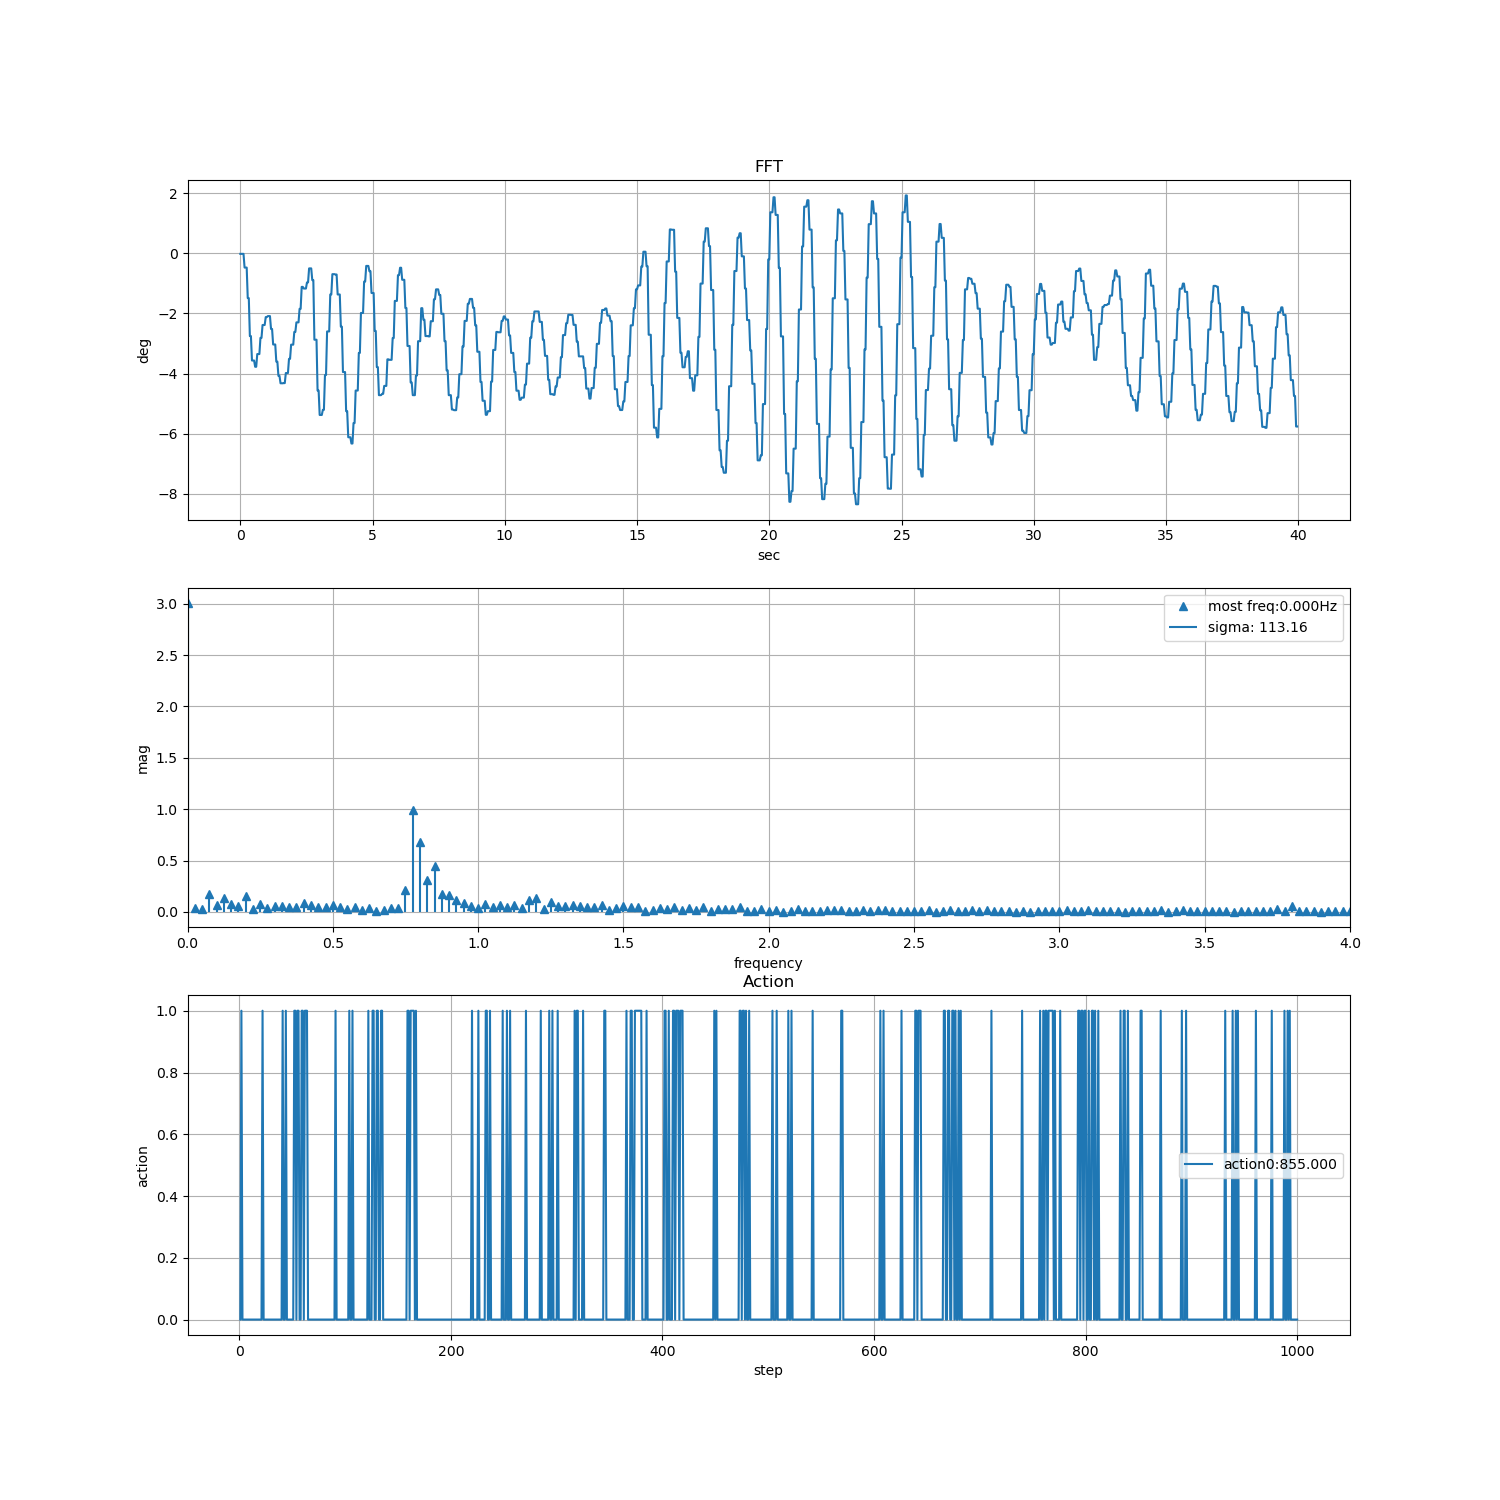 FFT
2
0
−2
−4
−6
−8
deg
0 5 10 15 20 25 30 35 40
sec
3.0
2.5
2.0
1.5
1.0
0.5
0.0
mag
most freq:0.000Hz
sigma: 113.16
0.0 0.5 1.0 1.5 2.0 2.5 3.0 3.5 4.0
frequency
Action
1.0
0.8
0.6
0.4
0.2
0.0
action
action0:855.000
0 200 400 600 800 1000
step